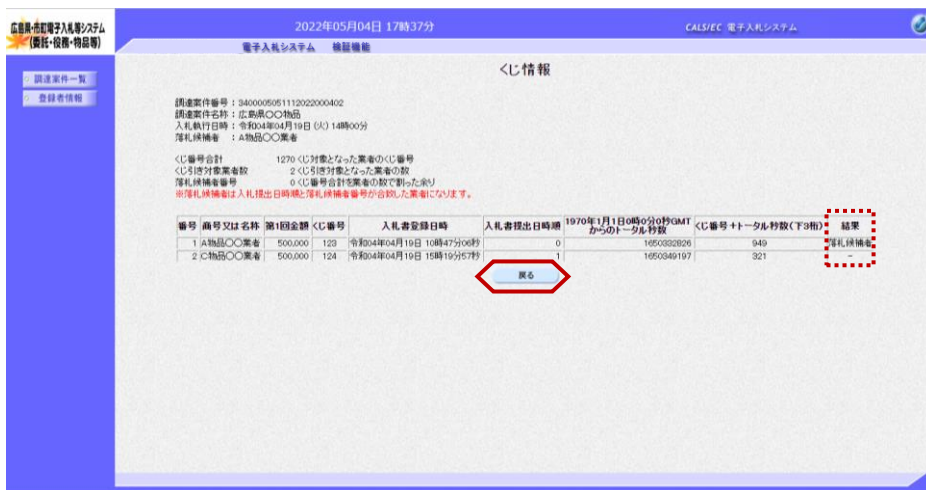 広島県・市町電子入札等システム
(委託・役務・物品等)
2022年05月04日 17時37分
CALS/EC 電子入札システム
電子入札システム 検証機能
調達案件一覧
登録者情報
くじ情報
調達案件番号：3400005051112022000402
調達案件名称：広島県〇〇物品
入札執行日時：令和04年04月19日 (火) 14時00分
落札候補者 ：A物品〇〇業者
くじ番号合計 1270 くじ対象となった業者のくじ番号
くじ引き対象業者数 2 くじ引き対象となった業者の数
落札候補者番号 0 くじ番号合計を業者の数で割った余り
※落札候補者は入札提出日時順と落札候補者番号が合致した業者になります。
番号 商号又は名称 第1回金額 くじ番号 入札書登録日時 入札書提出日時順 1970年1月1日0時0分0秒GMTからのトータル秒数 くじ番号+トータル秒数(下3桁) 結果
1 A物品〇〇業者 500,000 123 令和04年04月19日 10時47分06秒 0 1650332826 949 落札候補者
2 C物品〇〇業者 500,000 124 令和04年04月19日 15時19分57秒 1 1650349197 321 -
戻る